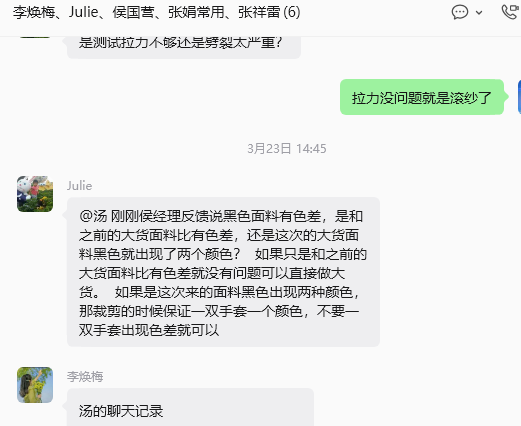 李焕梅、Julie、侯国营、张娟常用、张祥雷 (6)
是测试拉力不够还是劈裂太严重?
拉力没问题就是滚纱了
3月23日 14:45
Julie
@汤 刚刚侯经理反馈说黑色面料有色差，是和
之前的大货面料比有色差，还是这次的大货面
料黑色就出现了两个颜色? 如果只是和之前的
大货面料比有色差就没有问题可以直接做大
货。 如果是这次来的面料黑色出现两种颜色，
那裁剪的时候保证一双手套一个颜色，不要一
双手套出现色差就可以
李焕梅
汤的聊天记录